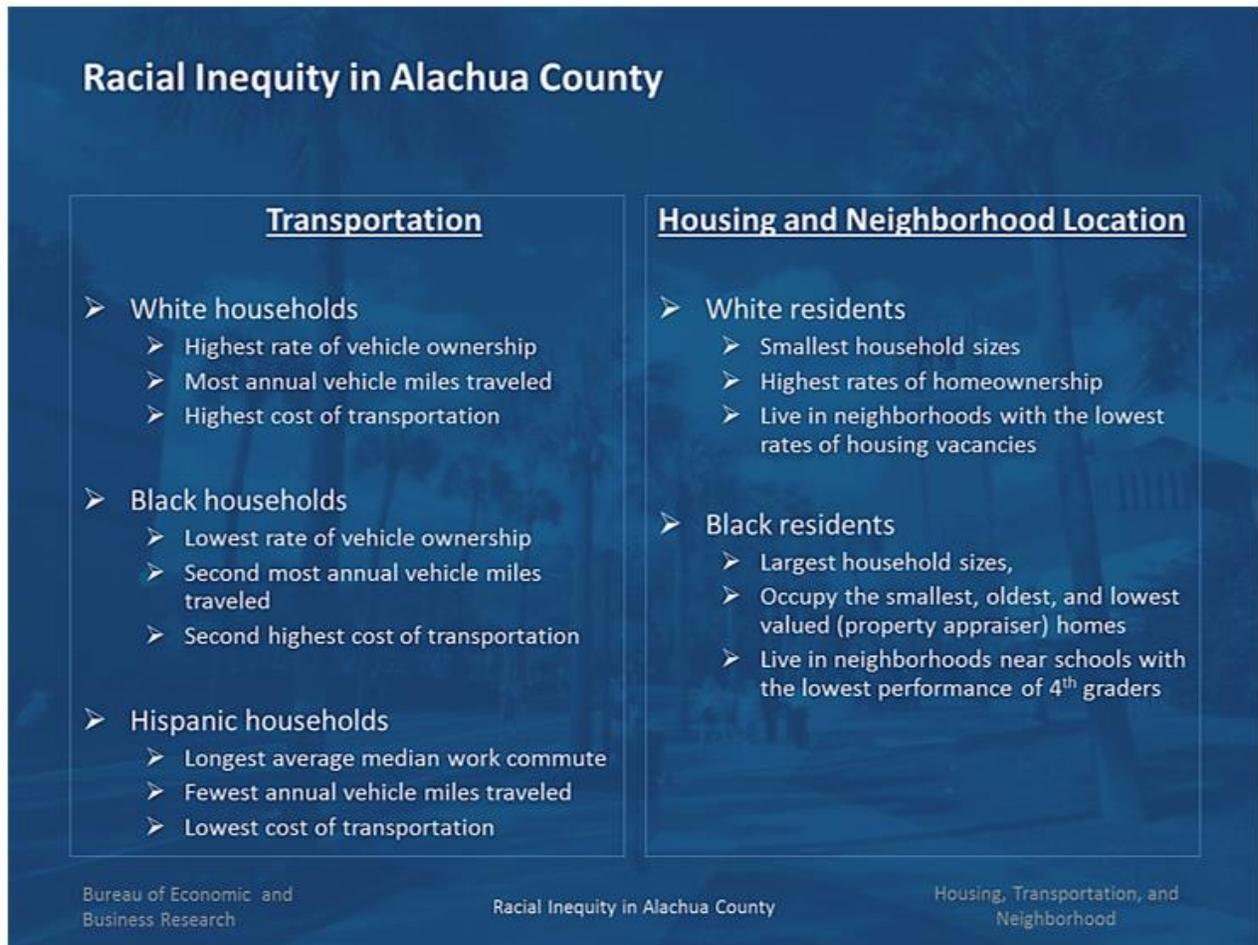 Racial Inequity in Alachua County
Transportation
➢ White households
➢ Highest rate of vehicle ownership
➢ Most annual vehicle miles traveled
➢ Highest cost of transportation
➢ Black households
➢ Lowest rate of vehicle ownership
➢ Second most annual vehicle miles
traveled
➢ Second highest cost of transportation
➢ Hispanic households
➢ Longest average median work commute
➢ Fewest annual vehicle miles traveled
➢ Lowest cost of transportation
Housing and Neighborhood Location
➢ White residents
➢ Smallest household sizes
➢ Highest rates of homeownership
➢ Live in neighborhoods with the lowest
rates of housing vacancies
➢ Black residents
➢ Largest household sizes,
➢ Occupy the smallest, oldest, and lowest
valued (property appraiser) homes
➢ Live in neighborhoods near schools with
the lowest performance of 4th graders
Bureau of Economic and
Business Research
Racial Inequity in Alachua County
Housing, Transportation, and
Neighborhood